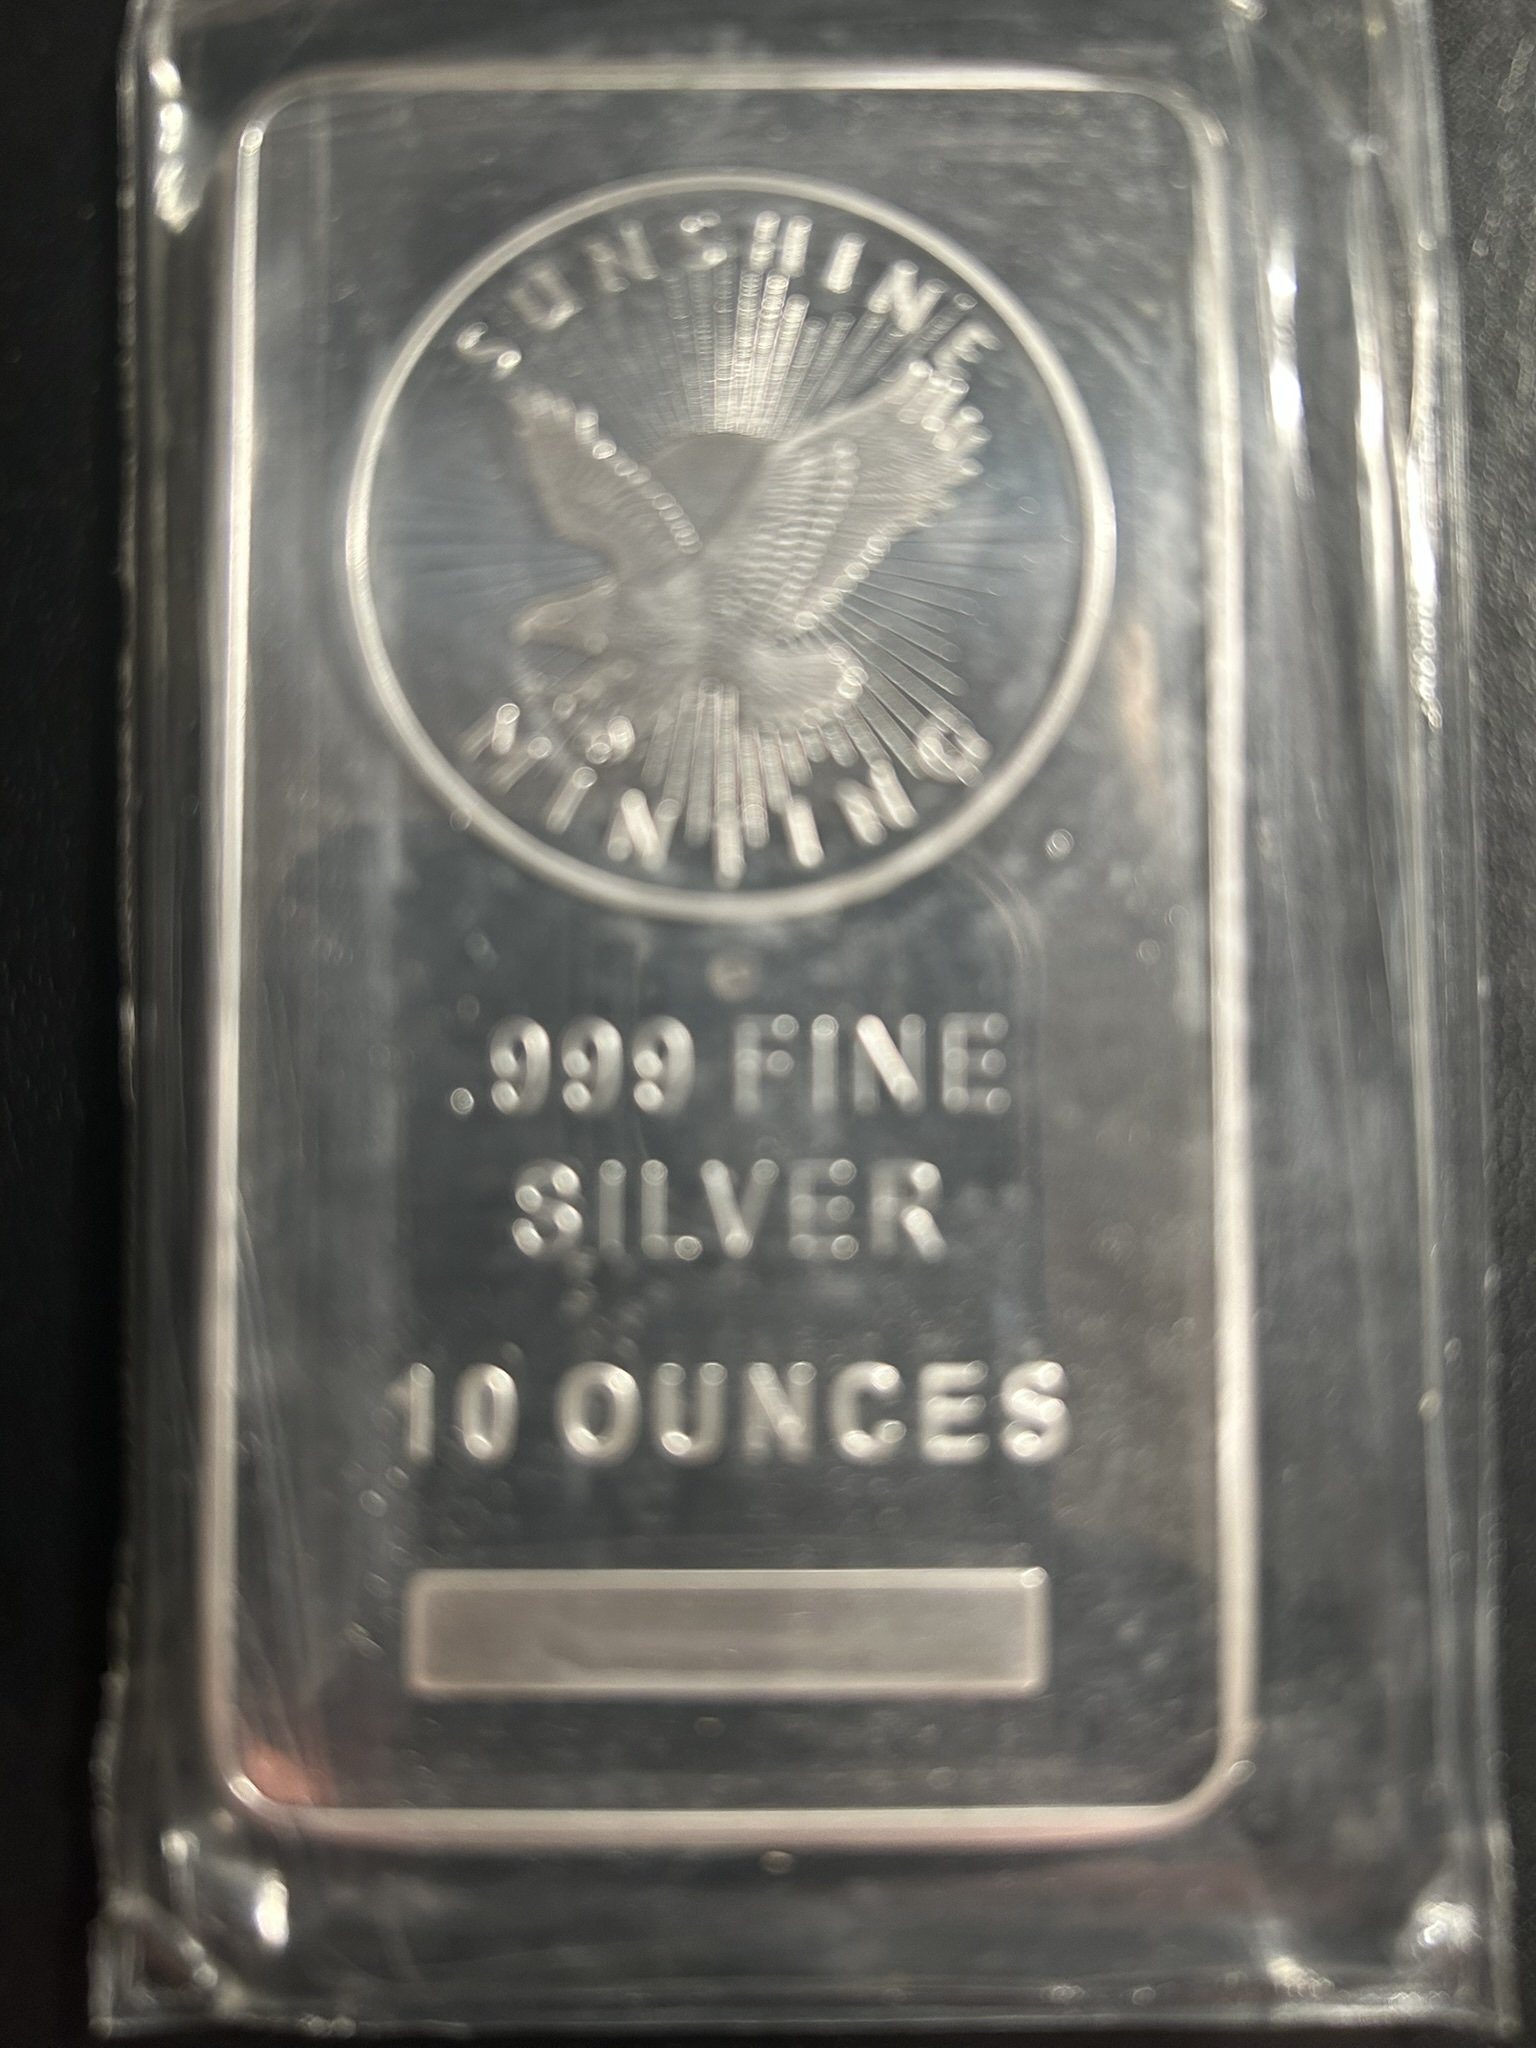 SUNSHINE
MINTING
.999 FINE
SILVER
10 OUNCES